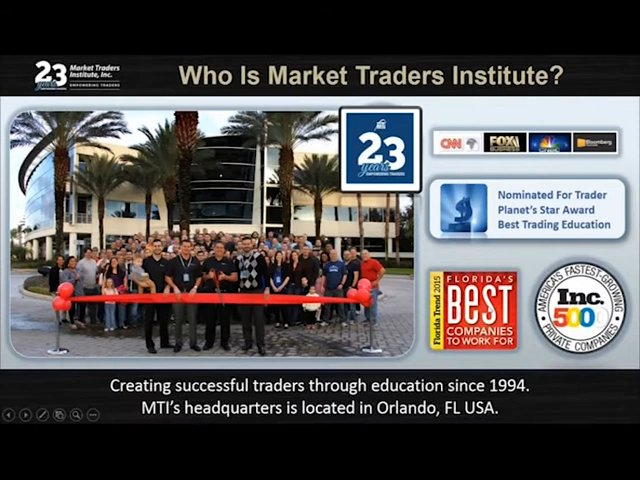 23 years
Market Traders
Institute, Inc.
EMPOWERING TRADERS
Who Is Market Traders Institute?
MTI
23
years
EMPOWERING TRADERS
CNN
FOX
BUSINESS
CNBC
Bloomberg
Nominated For Trader
Planet's Star Award
Best Trading Education
Florida Trend 2015
FLORIDA'S
BEST
COMPANIES
TO WORK FOR
AMERICA'S FASTEST-GROWING
Inc.
5000
PRIVATE COMPANIES
Creating successful traders through education since 1994.
MTI's headquarters is located in Orlando, FL USA.